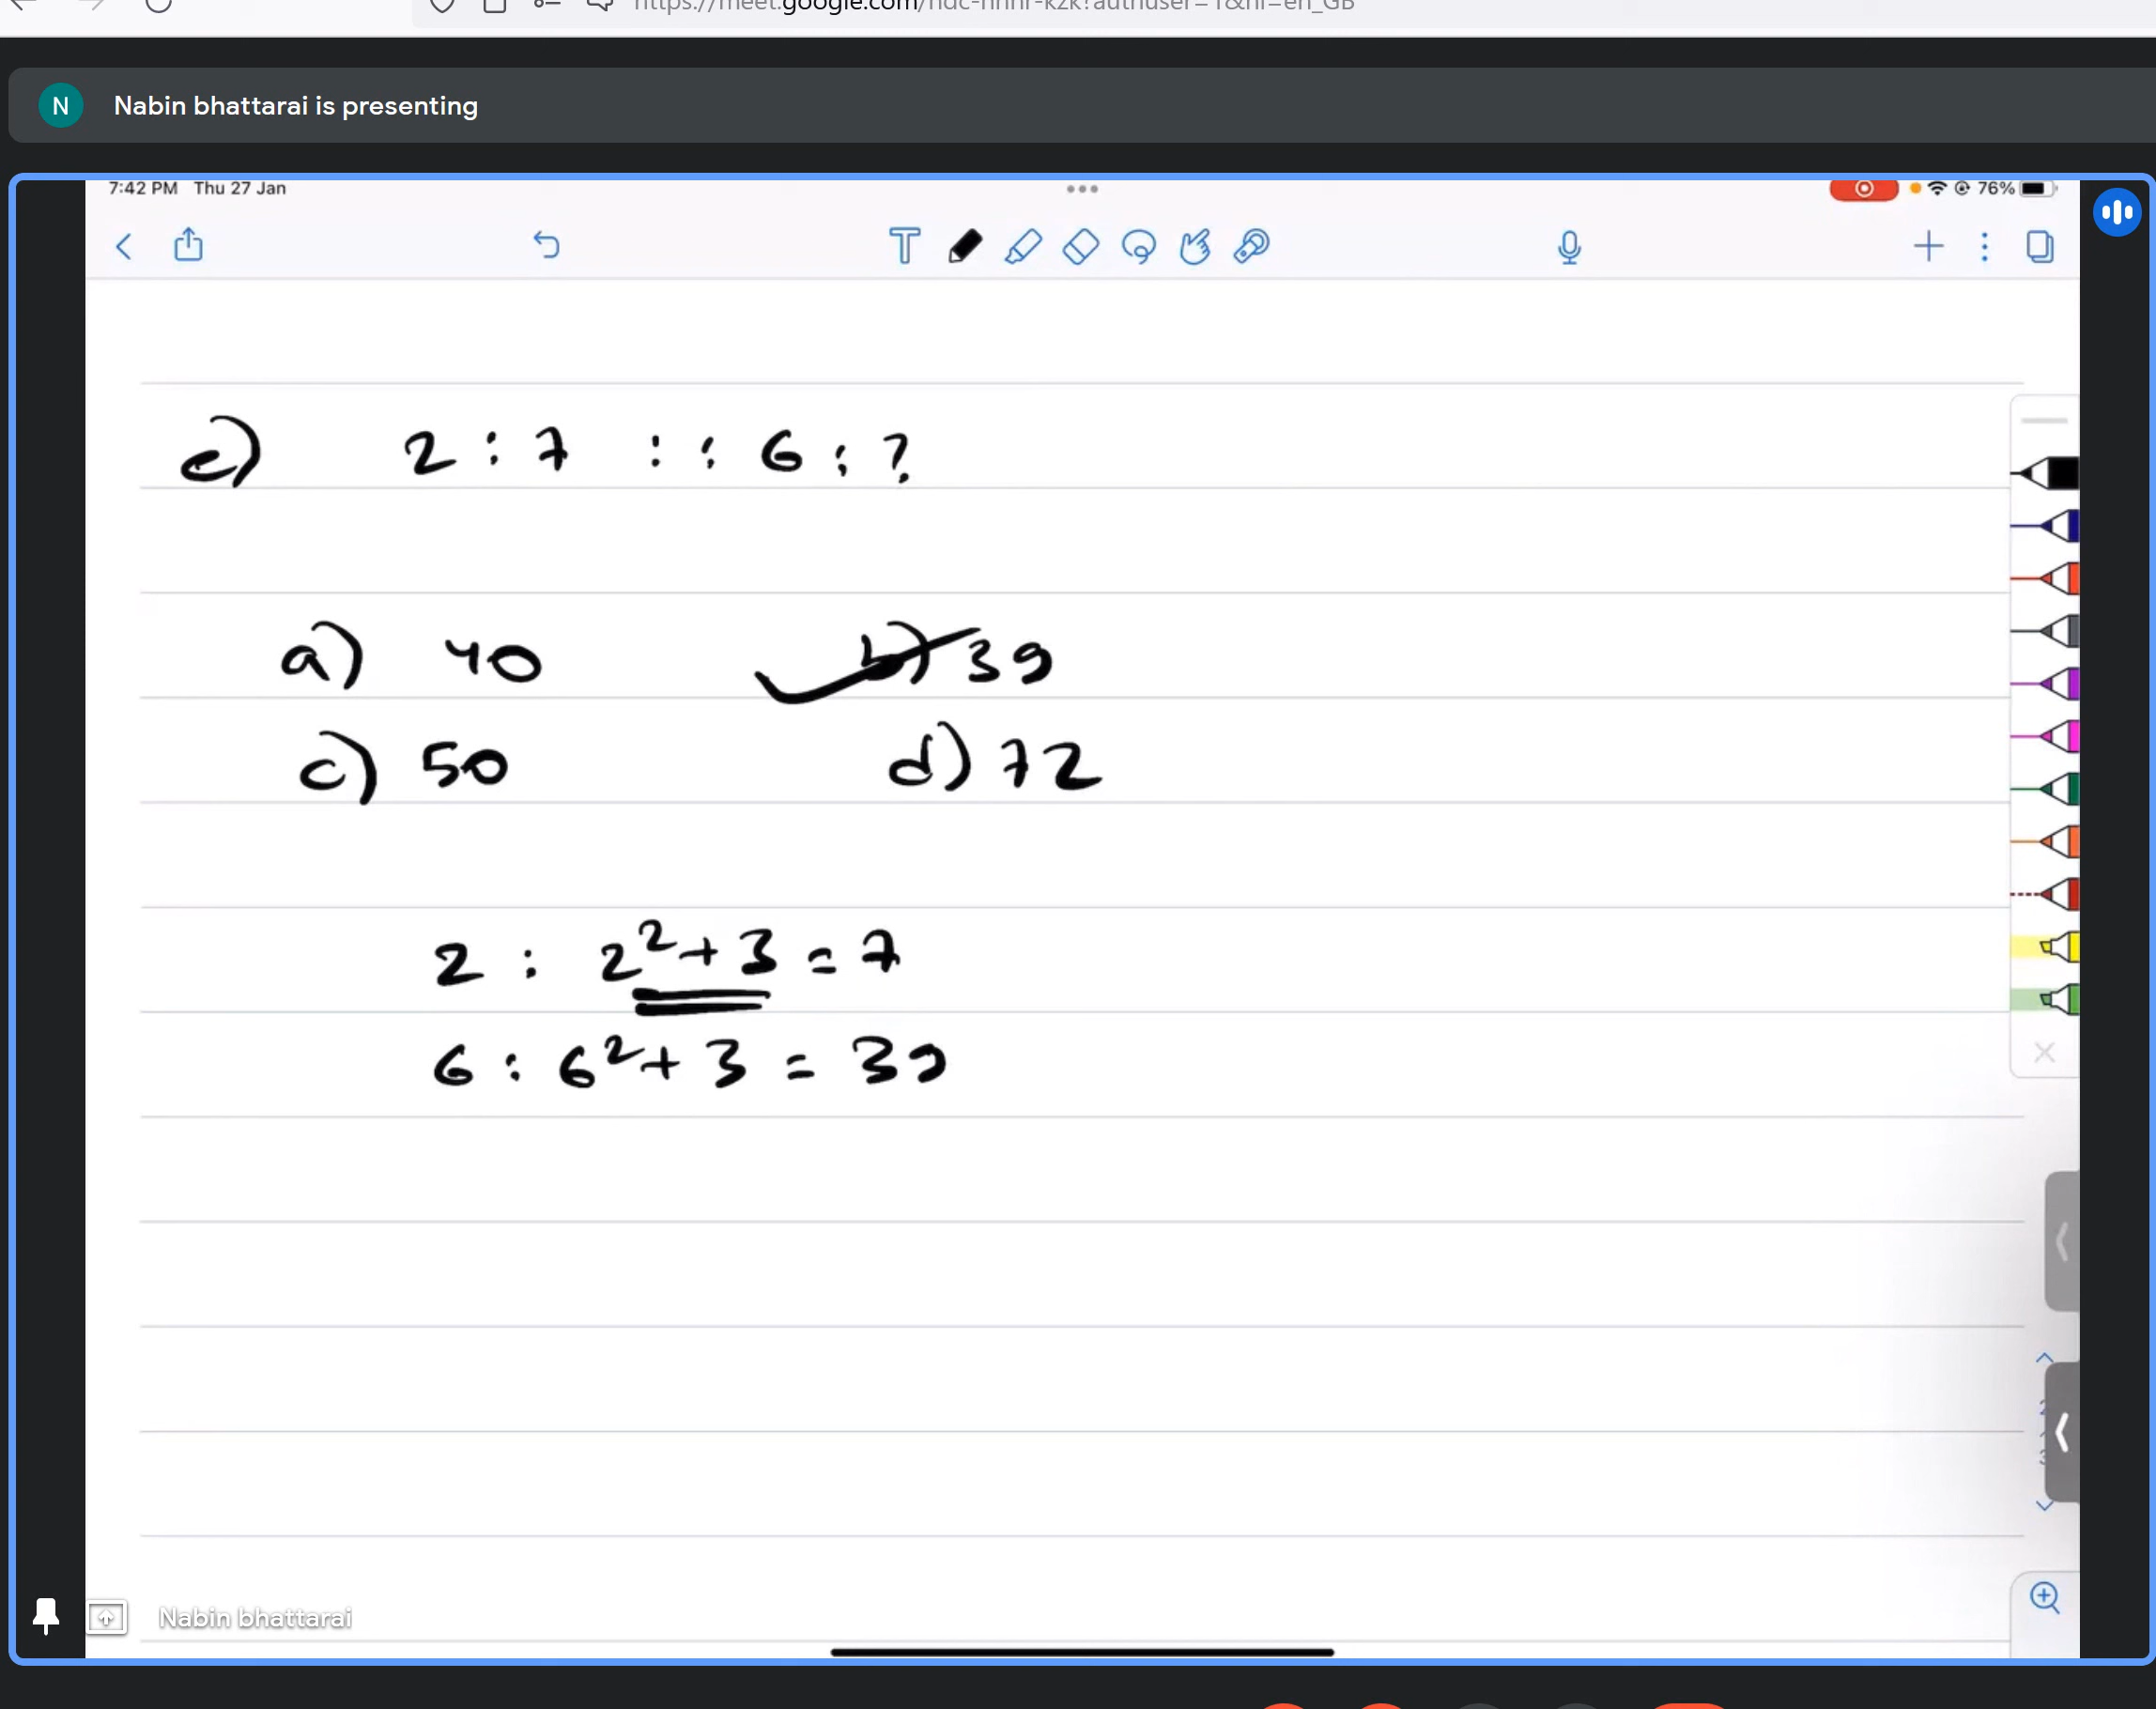 Nabin bhattarai is presenting
N
7:42 PM Thu 27 Jan
76%
e) 2 : 7 : : 6 : ?
a) 40 b) 39
c) 50 d) 72
2 : 2²+3 = 7
6 : 6²+3 = 39
Nabin bhattarai